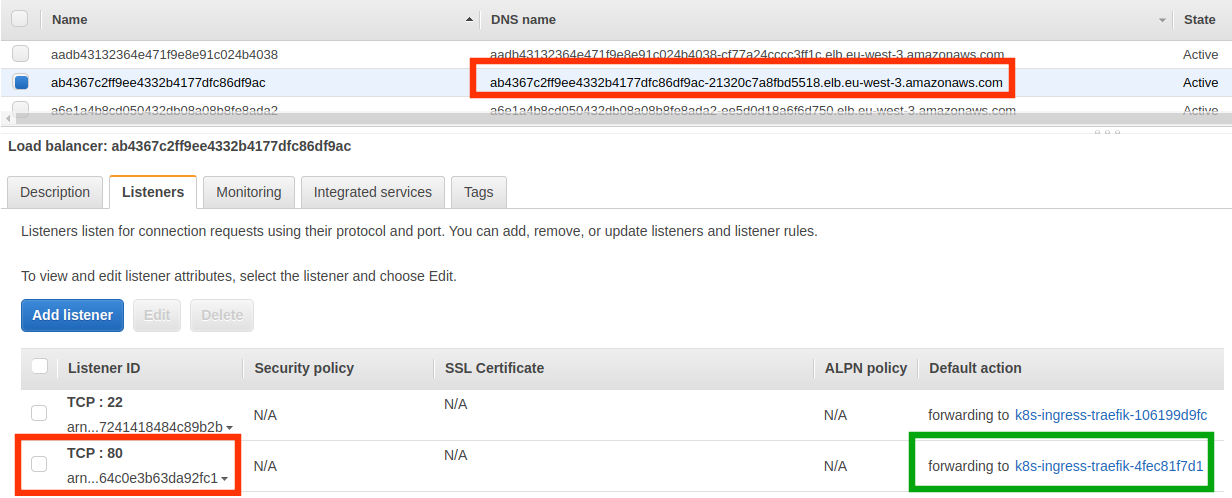 Name DNS name State
aadb43132364e471f9e8e91c024b4038 aadb43132364e471f9e8e91c024b4038-cf77a24cccc3ff1c.elb.eu-west-3.amazonaws.com Active
ab4367c2ff9ee4332b4177dfc86df9ac ab4367c2ff9ee4332b4177dfc86df9ac-21320c7a8fbd5518.elb.eu-west-3.amazonaws.com Active
a6e1a4b8cd050432db08a08b8fe8ada2 a6e1a4b8cd050432db08a08b8fe8ada2-ee5d0d18a6f6d750.elb.eu-west-3.amazonaws.com Active
Load balancer: ab4367c2ff9ee4332b4177dfc86df9ac
Description Listeners Monitoring Integrated services Tags
Listeners listen for connection requests using their protocol and port. You can add, remove, or update listeners and listener rules.
To view and edit listener attributes, select the listener and choose Edit.
Add listener Edit Delete
Listener ID Security policy SSL Certificate ALPN policy Default action
TCP : 22
arn...7241418484c89b2b N/A N/A N/A forwarding to k8s-ingress-traefik-106199d9fc
TCP : 80
arn...64c0e3b63da92fc1 N/A N/A N/A forwarding to k8s-ingress-traefik-4fec81f7d1